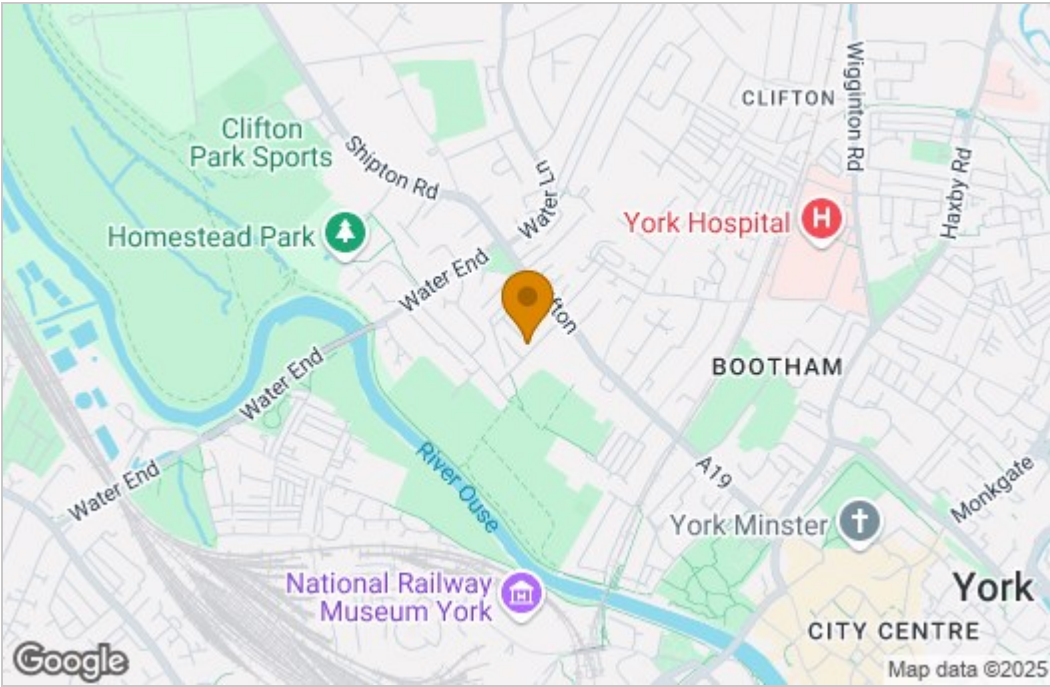 CLIFTON
Wigginton Rd
Clifton
Park Sports
Shipton Rd
Water Ln
Haxby Rd
York Hospital
H
Homestead Park
Water End
BOOTHAM
Water End
River Ouse
A19
Water End
Monkgate
York Minster
National Railway
Museum York
York
CITY CENTRE
Google
Map data ©2025